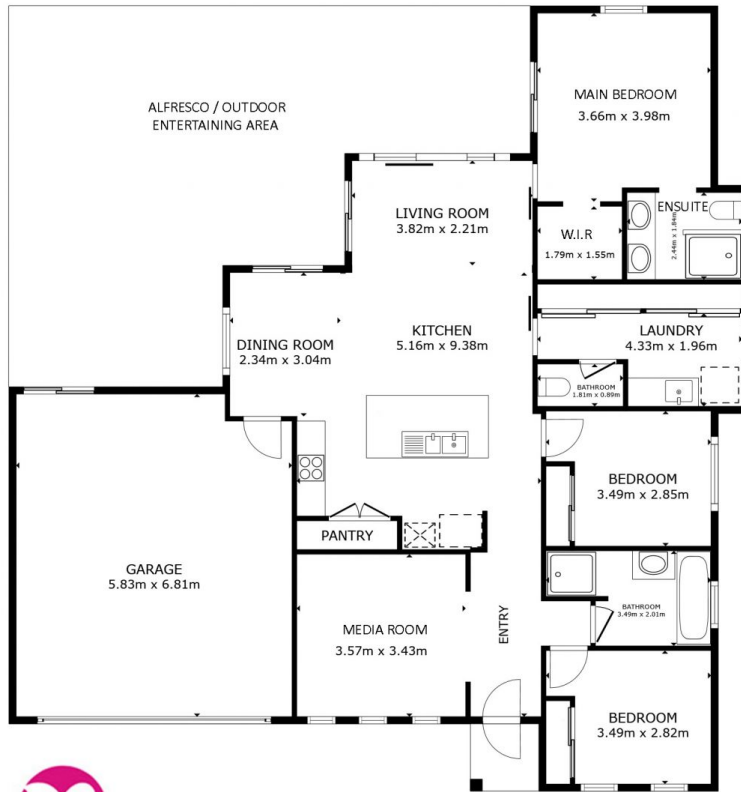 ALFRESCO / OUTDOOR
ENTERTAINING AREA
MAIN BEDROOM
3.66m x 3.98m
LIVING ROOM
3.82m x 2.21m
W.I.R
1.79m x 1.55m
ENSUITE
2.44m x 1.84m
DINING ROOM
2.34m x 3.04m
KITCHEN
5.16m x 9.38m
LAUNDRY
4.33m x 1.96m
BATHROOM
1.81m x 0.89m
BEDROOM
3.49m x 2.85m
PANTRY
GARAGE
5.83m x 6.81m
MEDIA ROOM
3.57m x 3.43m
ENTRY
BATHROOM
3.49m x 2.01m
BEDROOM
3.49m x 2.82m